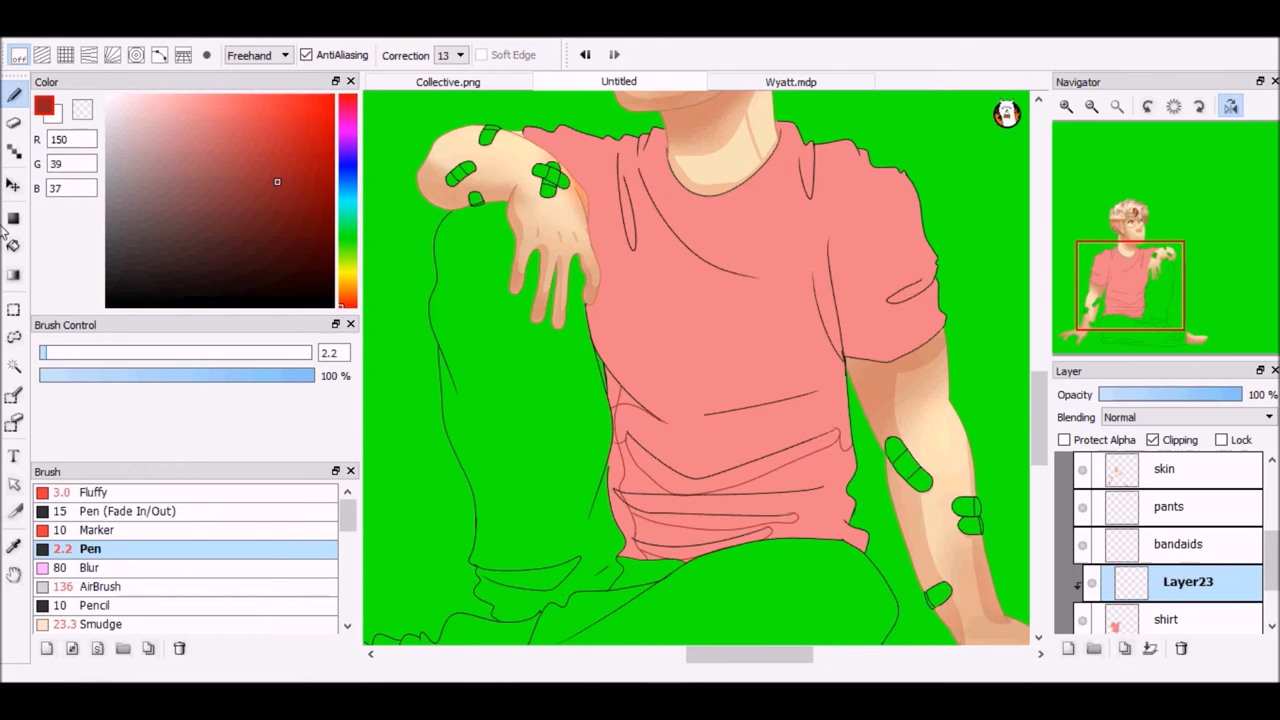 off Freehand AntiAliasing Correction 13 Soft Edge
Color
R 150
G 39
B 37
Brush Control
2.2
100 %
Brush
3.0 Fluffy
15 Pen (Fade In/Out)
10 Marker
2.2 Pen
80 Blur
136 AirBrush
10 Pencil
23.3 Smudge
Collective.png Untitled Wyatt.mdp
Navigator
Layer
Opacity 100 %
Blending Normal
Protect Alpha Clipping Lock
skin
pants
bandaids
Layer23
shirt